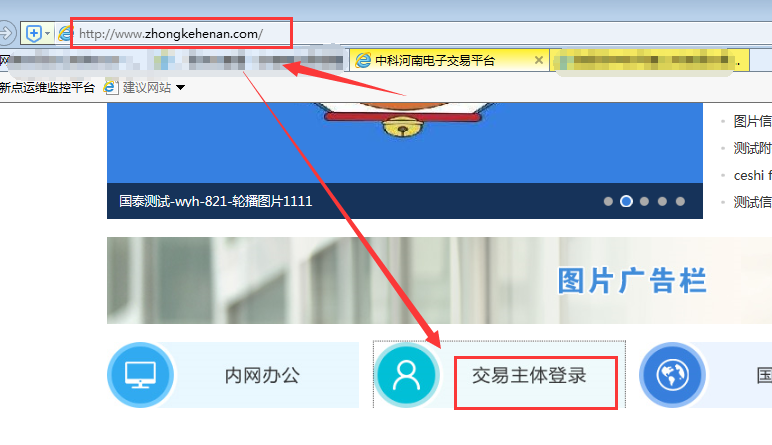 http://www.zhongkehenan.com/
中科河南电子交易平台
新点运维监控平台 建议网站
图片信
测试附
ceshi f
测试信
国泰测试-wyh-821-轮播图片1111
图片广告栏
内网办公 交易主体登录 国